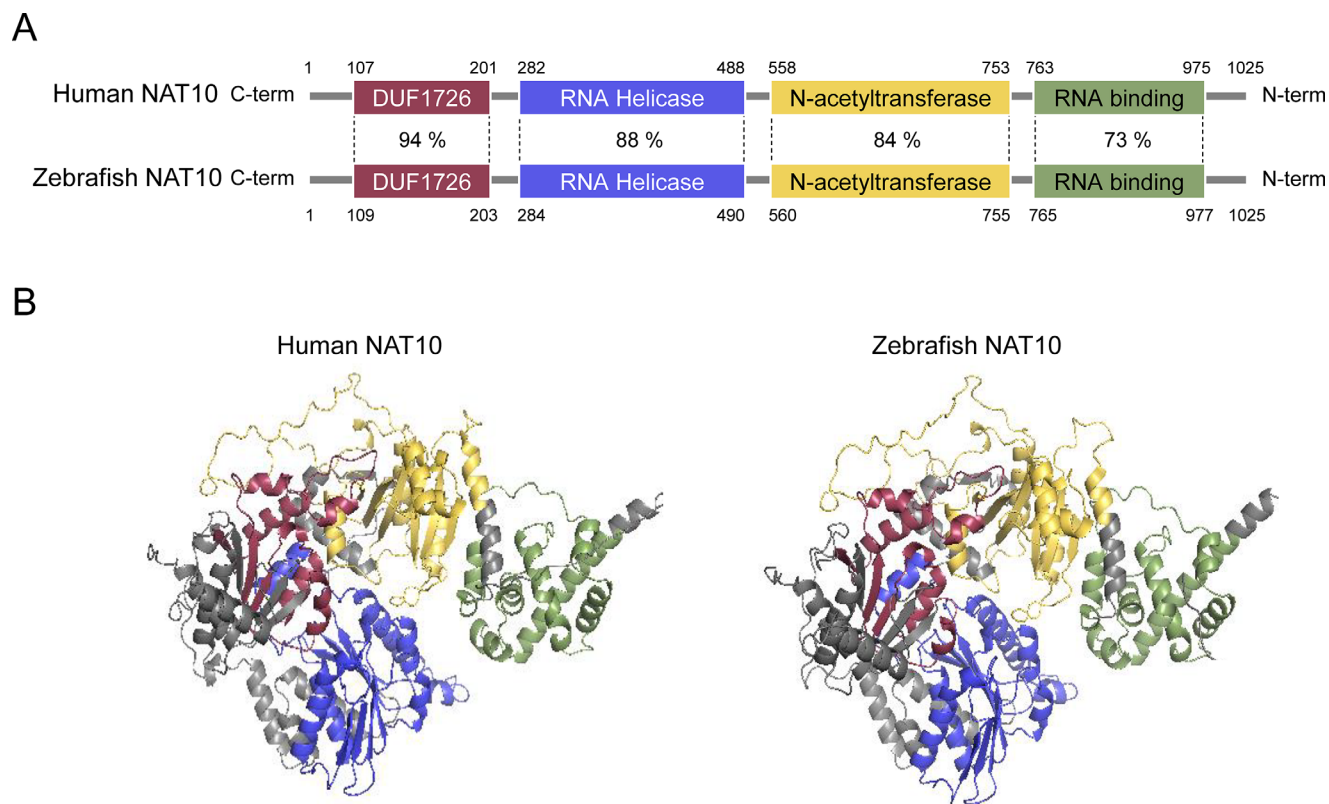 A
1 107 201 282 488 558 753 763 975 1025
Human NAT10 C-term DUF1726 RNA Helicase N-acetyltransferase RNA binding N-term
94 % 88 % 84 % 73 %
Zebrafish NAT10 C-term DUF1726 RNA Helicase N-acetyltransferase RNA binding N-term
1 109 203 284 490 560 755 765 977 1025
B
Human NAT10 Zebrafish NAT10